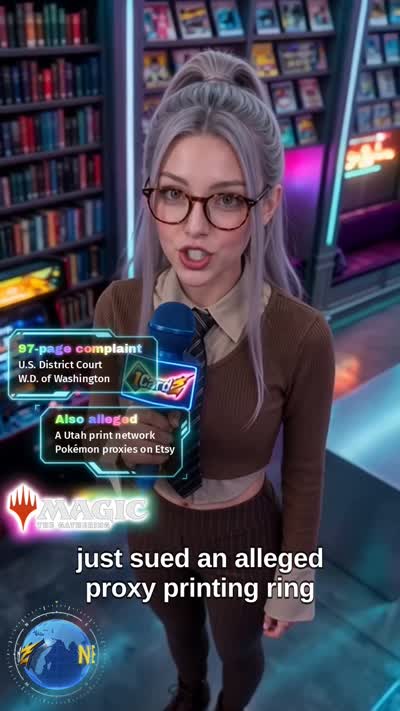 97-page complaint
U.S. District Court
W.D. of Washington
Also alleged
A Utah print network
Pokémon proxies on Etsy
MAGIC
THE GATHERING
just sued an alleged
proxy printing ring
NE